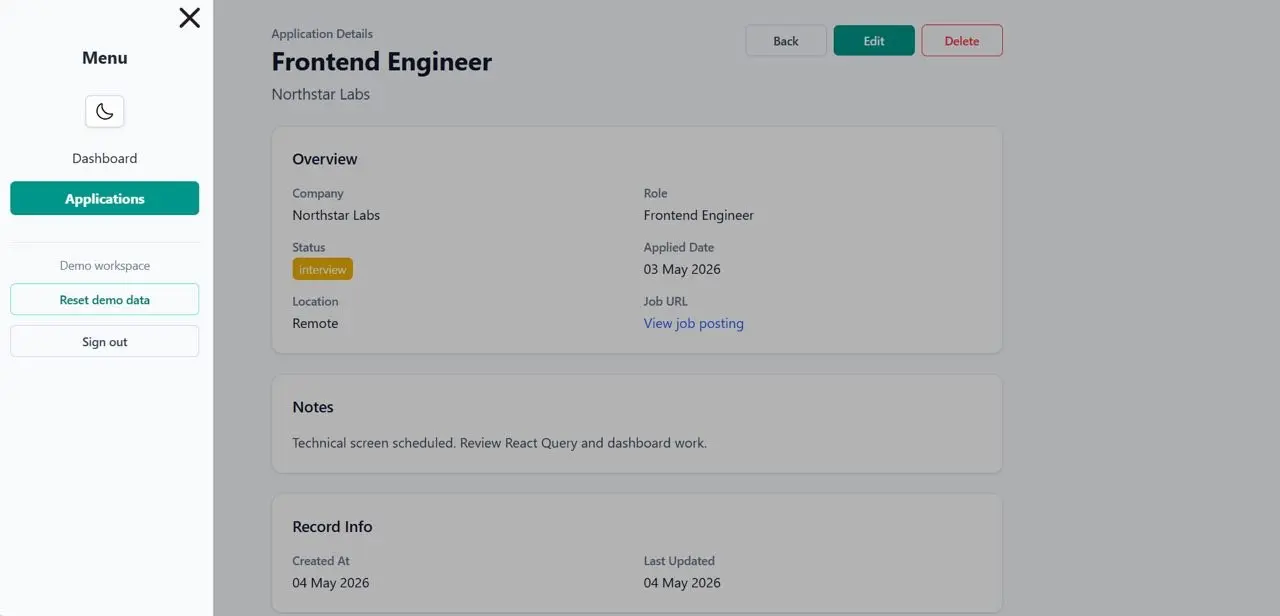 Menu
Dashboard
Applications
Demo workspace
Reset demo data
Sign out
Application Details
Frontend Engineer
Northstar Labs
Back
Edit
Delete
Overview
Company
Northstar Labs
Role
Frontend Engineer
Status
interview
Applied Date
03 May 2026
Location
Remote
Job URL
View job posting
Notes
Technical screen scheduled. Review React Query and dashboard work.
Record Info
Created At
04 May 2026
Last Updated
04 May 2026